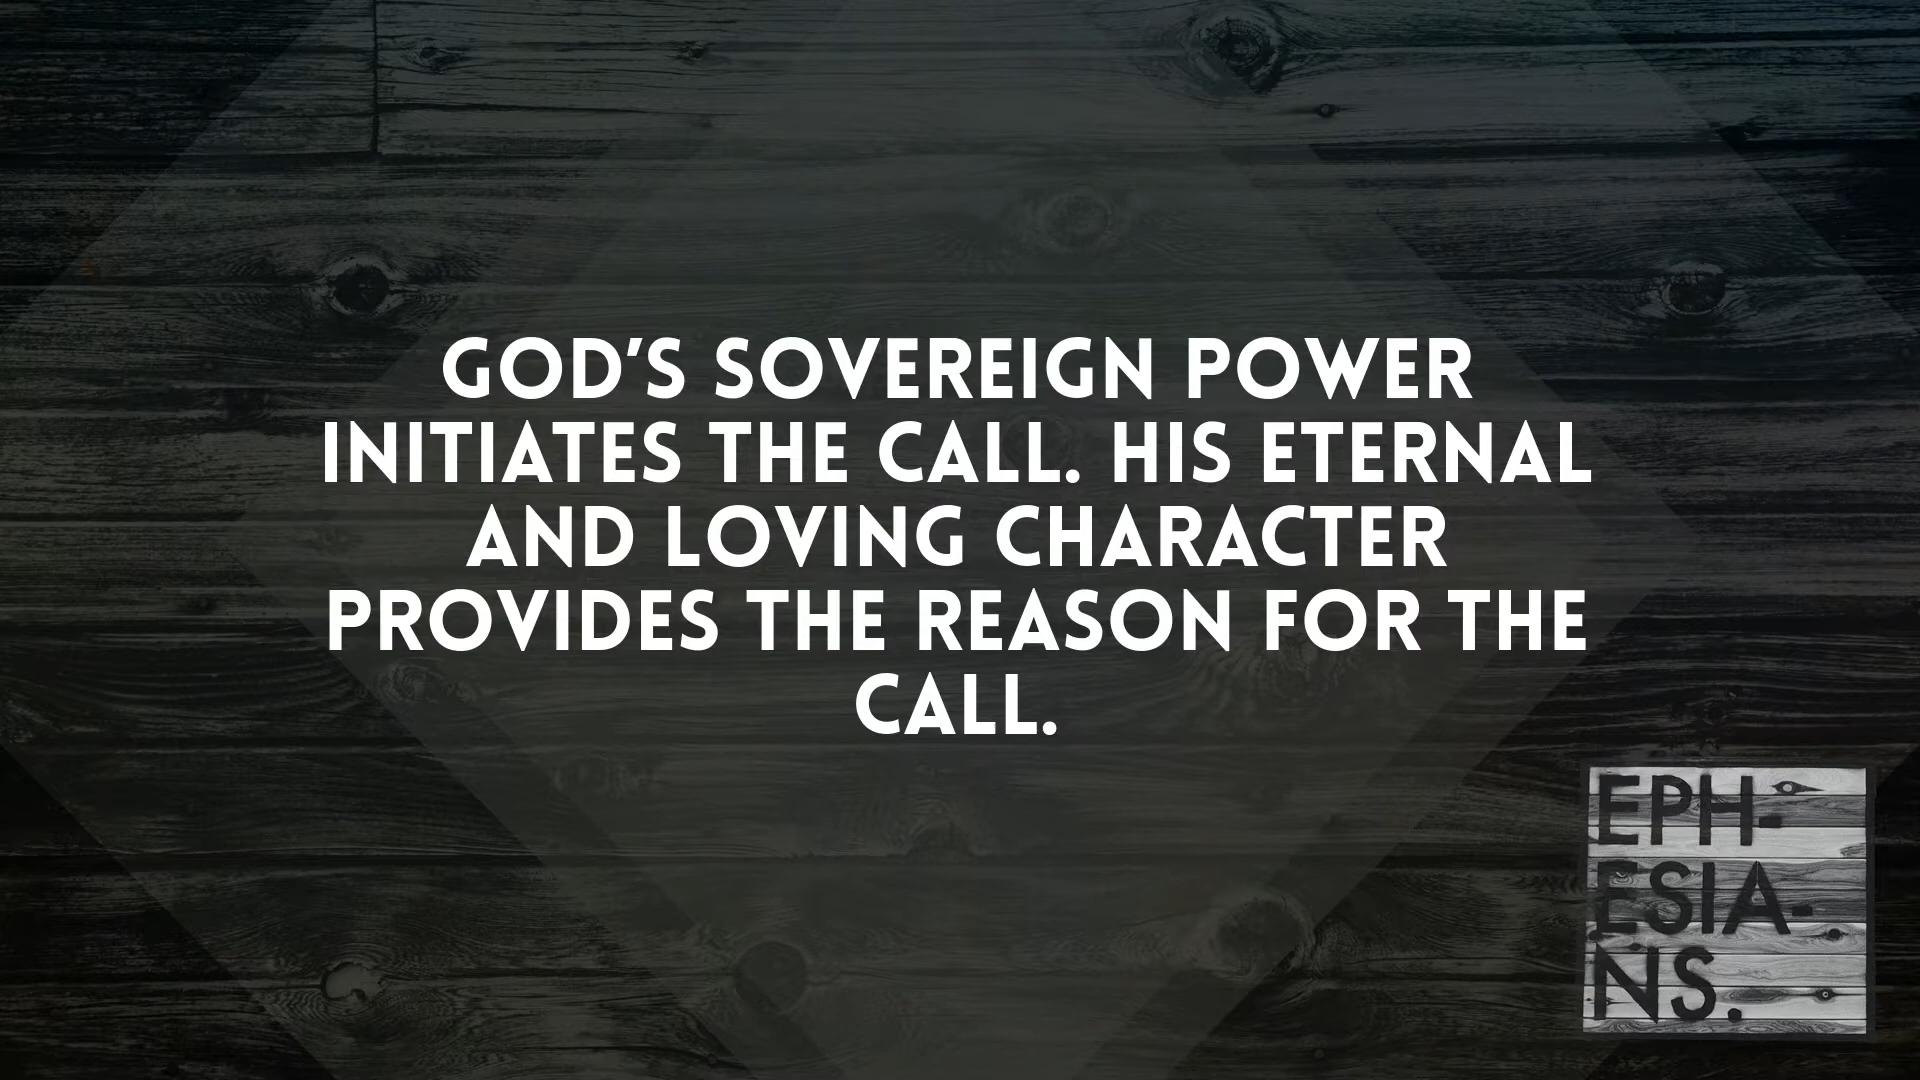 GOD'S SOVEREIGN POWER
INITIATES THE CALL. HIS ETERNAL
AND LOVING CHARACTER
PROVIDES THE REASON FOR THE
CALL.
EPH-
ESIA-
NS.